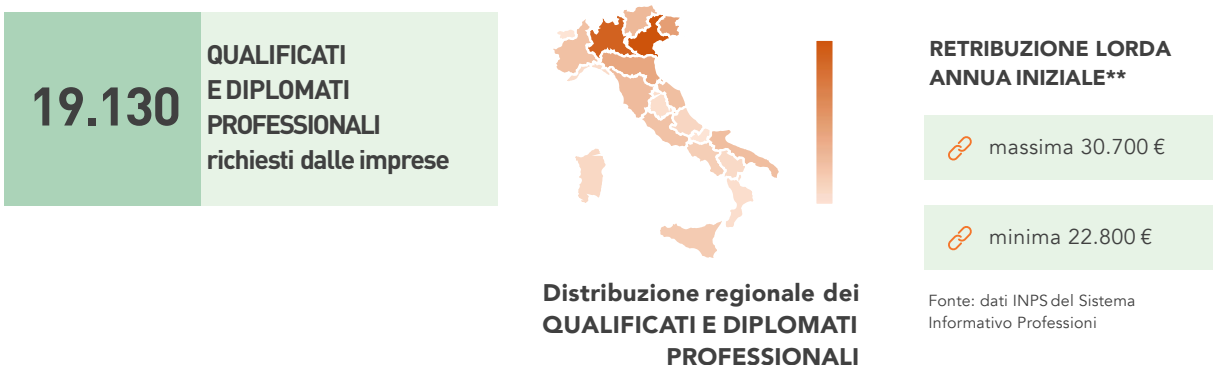 19.130
QUALIFICATI
E DIPLOMATI
PROFESSIONALI
richiesti dalle imprese
Distribuzione regionale dei
QUALIFICATI E DIPLOMATI
PROFESSIONALI
RETRIBUZIONE LORDA
ANNUA INIZIALE**
massima 30.700 €
minima 22.800 €
Fonte: dati INPS del Sistema
Informativo Professioni